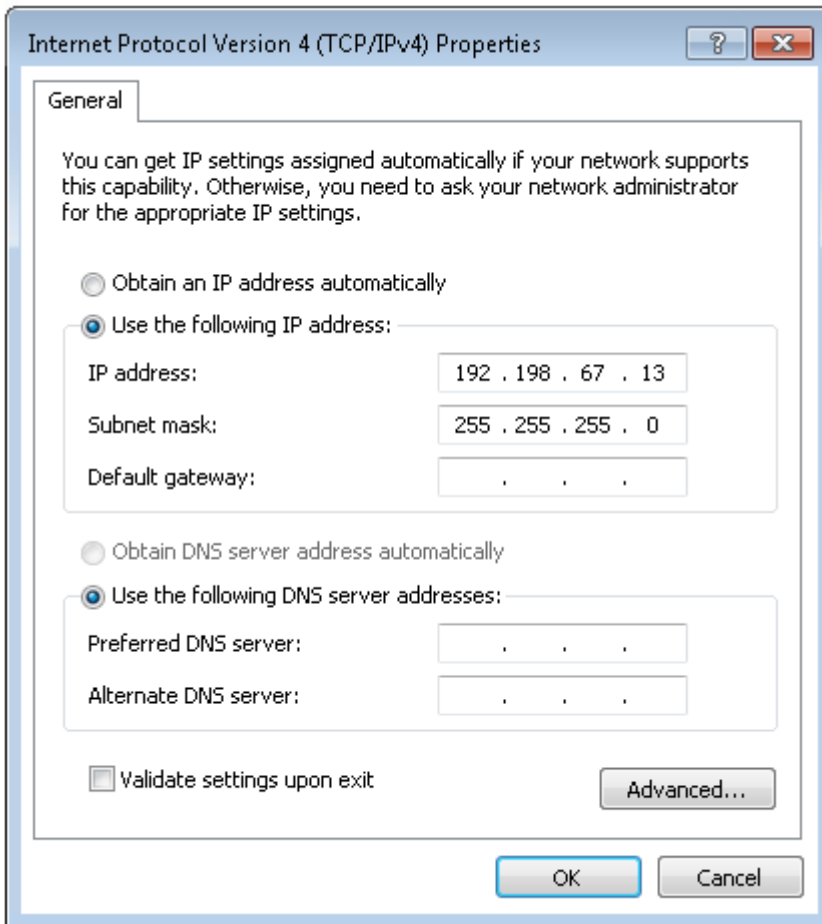 Internet Protocol Version 4 (TCP/IPv4) Properties
?
General
You can get IP settings assigned automatically if your network supports
this capability. Otherwise, you need to ask your network administrator
for the appropriate IP settings.
Obtain an IP address automatically
Use the following IP address:
IP address: 192 . 198 . 67 . 13
Subnet mask: 255 . 255 . 255 . 0
Default gateway: . . .
Obtain DNS server address automatically
Use the following DNS server addresses:
Preferred DNS server: . . .
Alternate DNS server: . . .
Validate settings upon exit
Advanced...
OK Cancel